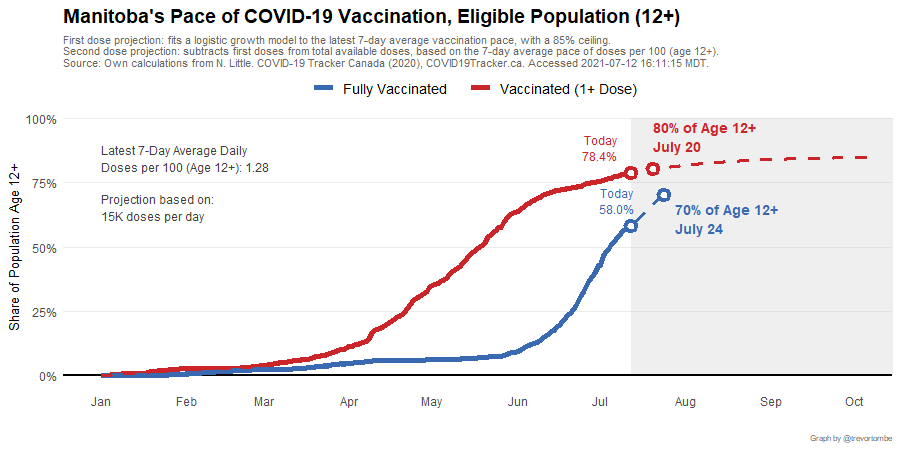 Manitoba's Pace of COVID-19 Vaccination, Eligible Population (12+)
First dose projection: fits a logistic growth model to the latest 7-day average vaccination pace, with a 85% ceiling.
Second dose projection: subtracts first doses from total available doses, based on the 7-day average pace of doses per 100 (age 12+).
Source: Own calculations from N. Little. COVID-19 Tracker Canada (2020), COVID19Tracker.ca. Accessed 2021-07-12 16:11:15 MDT.
Fully Vaccinated
Vaccinated (1+ Dose)
Share of Population Age 12+
100%
75%
50%
25%
0%
Latest 7-Day Average Daily
Doses per 100 (Age 12+): 1.28
Projection based on:
15K doses per day
Today
78.4%
80% of Age 12+
July 20
Today
58.0%
70% of Age 12+
July 24
Jan
Feb
Mar
Apr
May
Jun
Jul
Aug
Sep
Oct
Graph by @trevortombe